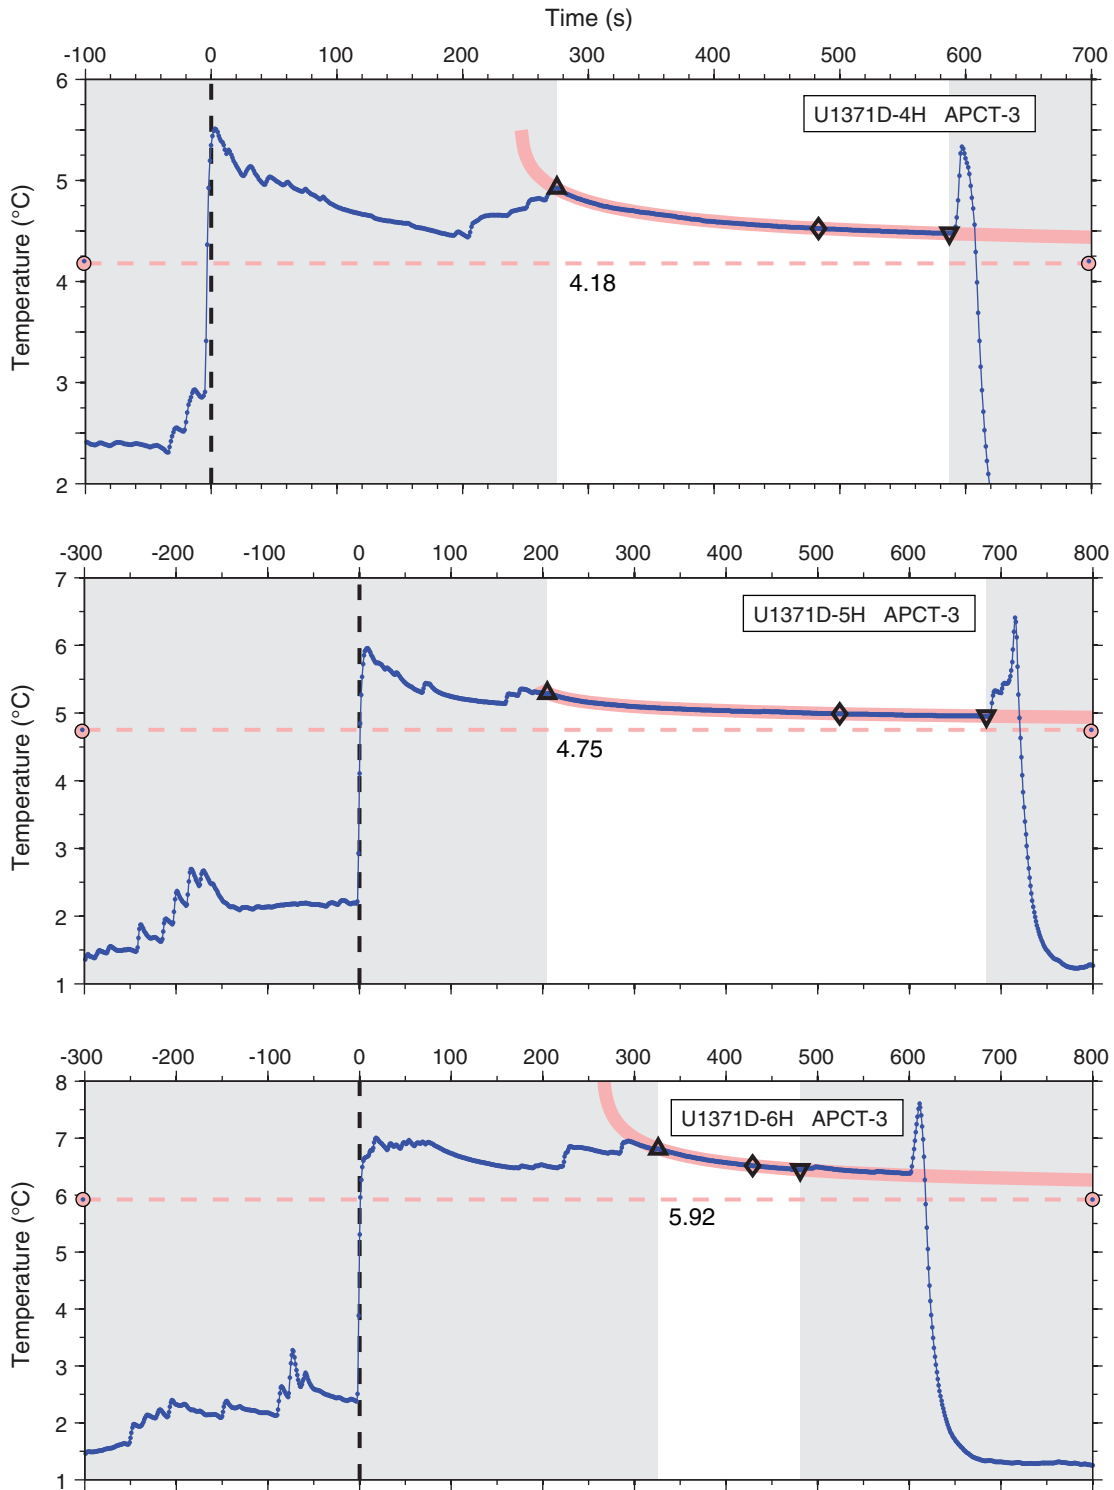 Time (s)
-100 0 100 200 300 400 500 600 700
6
5
4
3
2
Temperature (°C)
U1371D-4H APCT-3
4.18
-300 -200 -100 0 100 200 300 400 500 600 700 800
7
6
5
4
3
2
1
Temperature (°C)
U1371D-5H APCT-3
4.75
-300 -200 -100 0 100 200 300 400 500 600 700 800
8
7
6
5
4
3
2
1
Temperature (°C)
U1371D-6H APCT-3
5.92